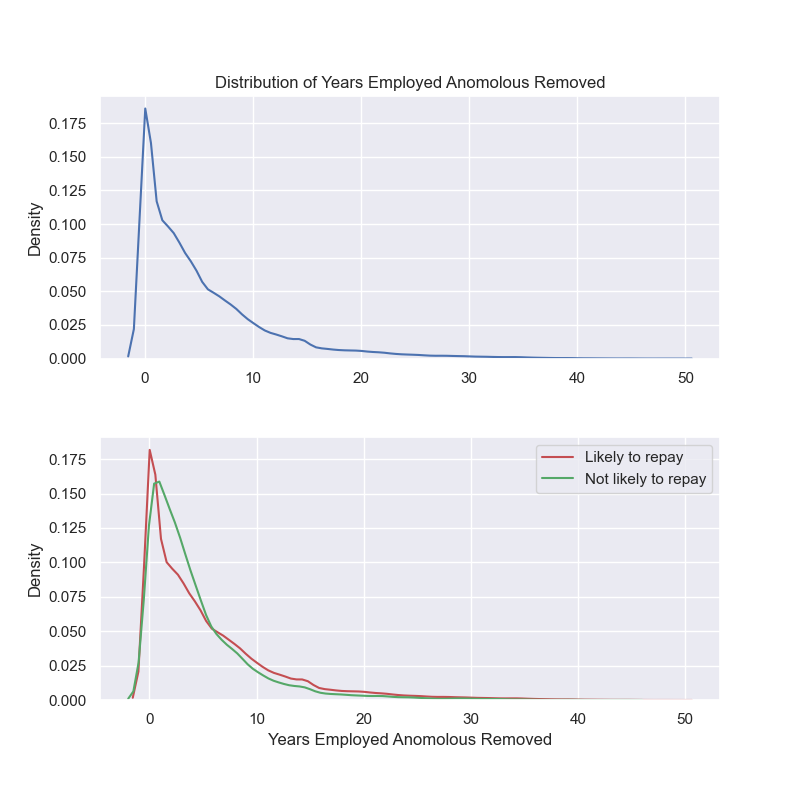 Distribution of Years Employed Anomolous Removed
Density
0.175
0.150
0.125
0.100
0.075
0.050
0.025
0.000
0 10 20 30 40 50
Likely to repay
Not likely to repay
Density
0.175
0.150
0.125
0.100
0.075
0.050
0.025
0.000
0 10 20 30 40 50
Years Employed Anomolous Removed